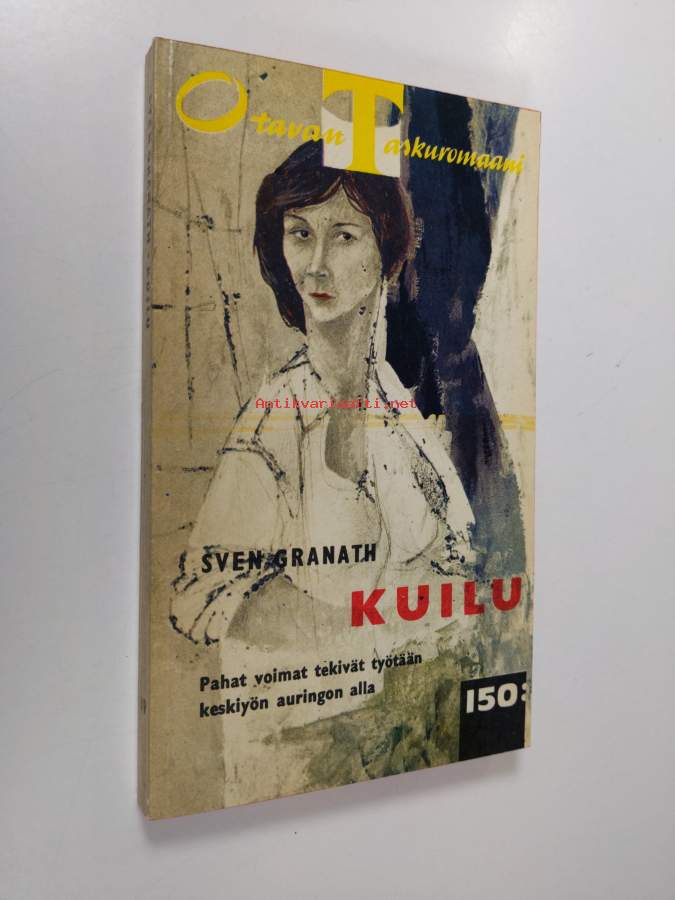 Otavan Taskuromaani
Antikvariaatti.net
SVEN GRANATH
KUILU
Pahat voimat tekivät työtään
keskiyön auringon alla
150: